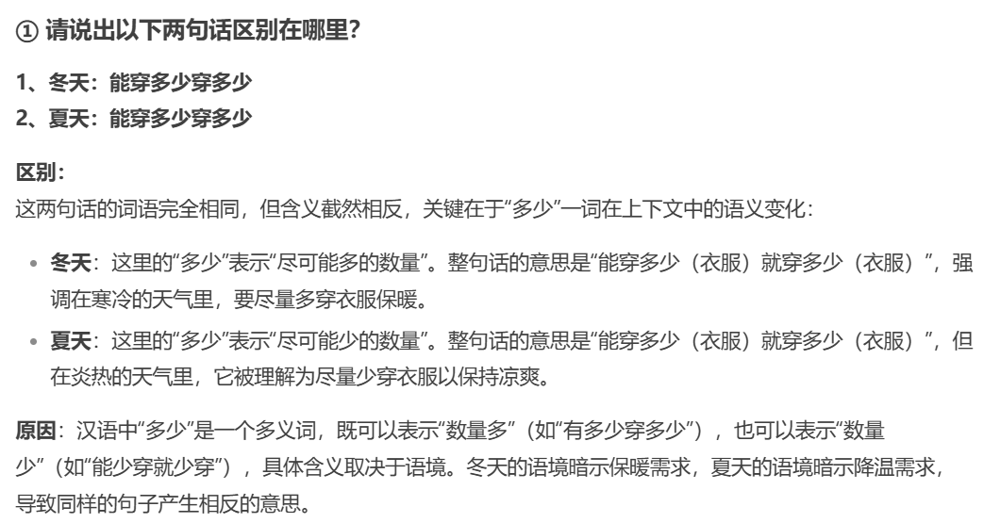 ① 请说出以下两句话区别在哪里?
1、冬天：能穿多少穿多少
2、夏天：能穿多少穿多少
区别：
这两句话的词语完全相同，但含义截然相反，关键在于“多少”一词在上下文中的语义变化：
• 冬天：这里的“多少”表示“尽可能多的数量”。整句话的意思是“能穿多少（衣服）就穿多少（衣服）”，强
调在寒冷的天气里，要尽量多穿衣服保暖。
• 夏天：这里的“多少”表示“尽可能少的数量”。整句话的意思是“能穿多少（衣服）就穿多少（衣服）”，但
在炎热的天气里，它被理解为尽量少穿衣服以保持凉爽。
原因：汉语中“多少”是一个多义词，既可以表示“数量多”（如“有多少穿多少”），也可以表示“数量
少”（如“能少穿就少穿”），具体含义取决于语境。冬天的语境暗示保暖需求，夏天的语境暗示降温需求，
导致同样的句子产生相反的意思。